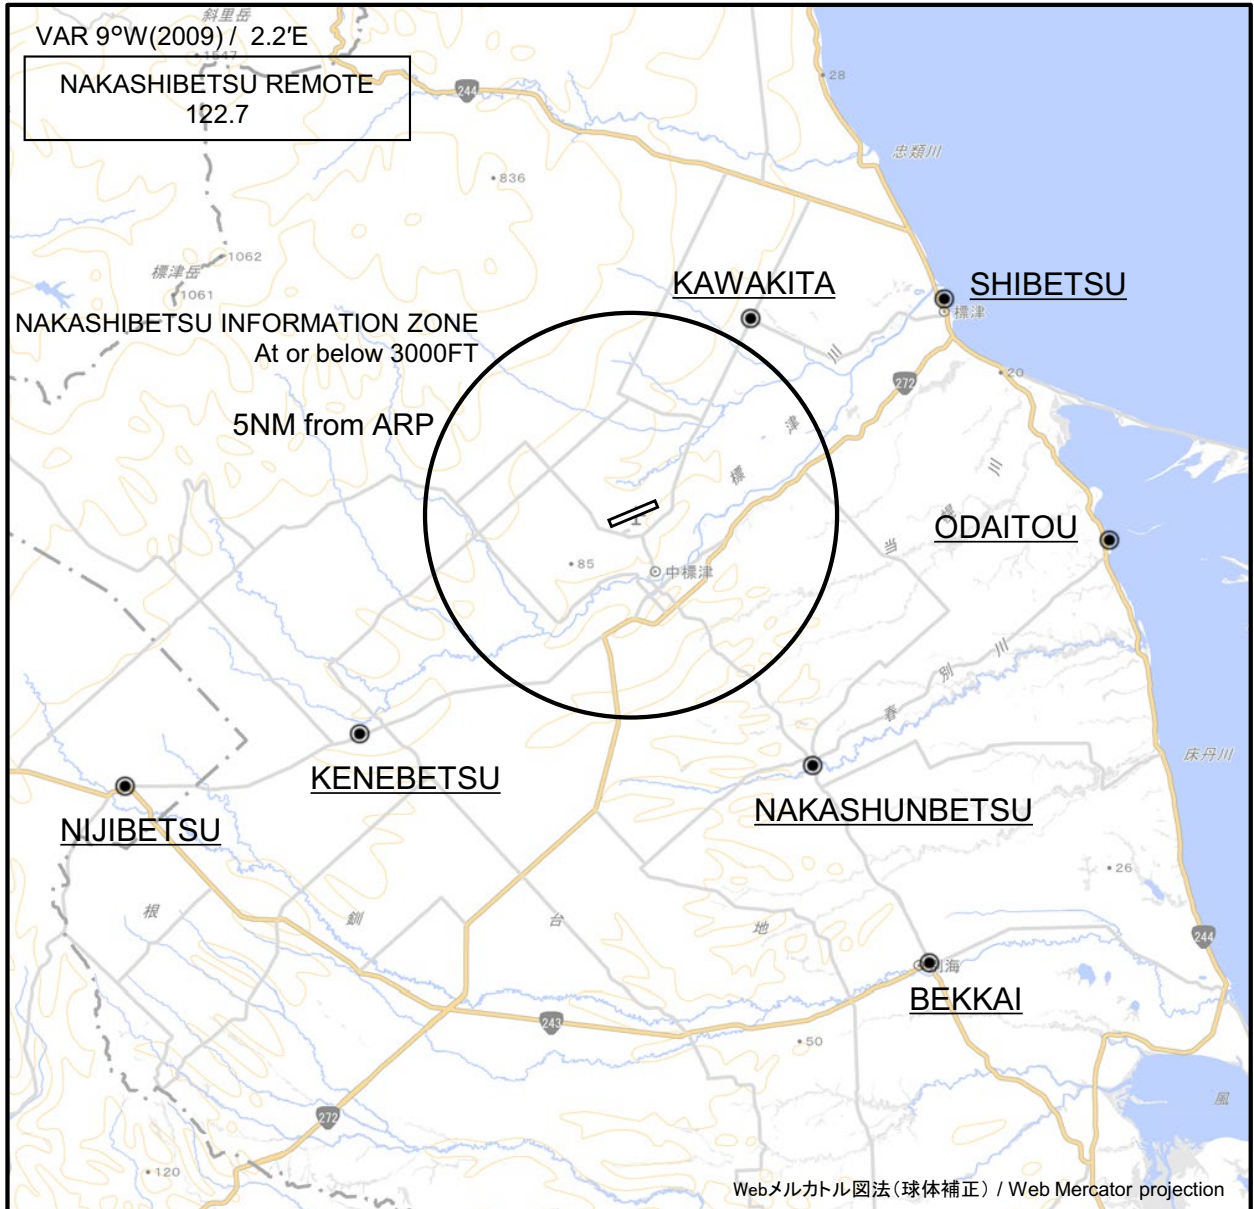 斜里岳
VAR 9°W(2009) / 2.2'E
1547
NAKASHIBETSU REMOTE
122.7
28
244
忠類川
836
1062
標津岳
1061
KAWAKITA
SHIBETSU
標津
NAKASHIBETSU INFORMATION ZONE
At or below 3000FT
川
20
272
5NM from ARP
津
川
標
幌
ODAITOU
当
85
中標津
川
別
春
床丹川
KENEBETSU
NAKASHUNBETSU
NIJIBETSU
26
根
釧
台
地
244
別海
BEKKAI
243
50
272
風
120
Webメルカトル図法(球体補正) / Web Mercator projection